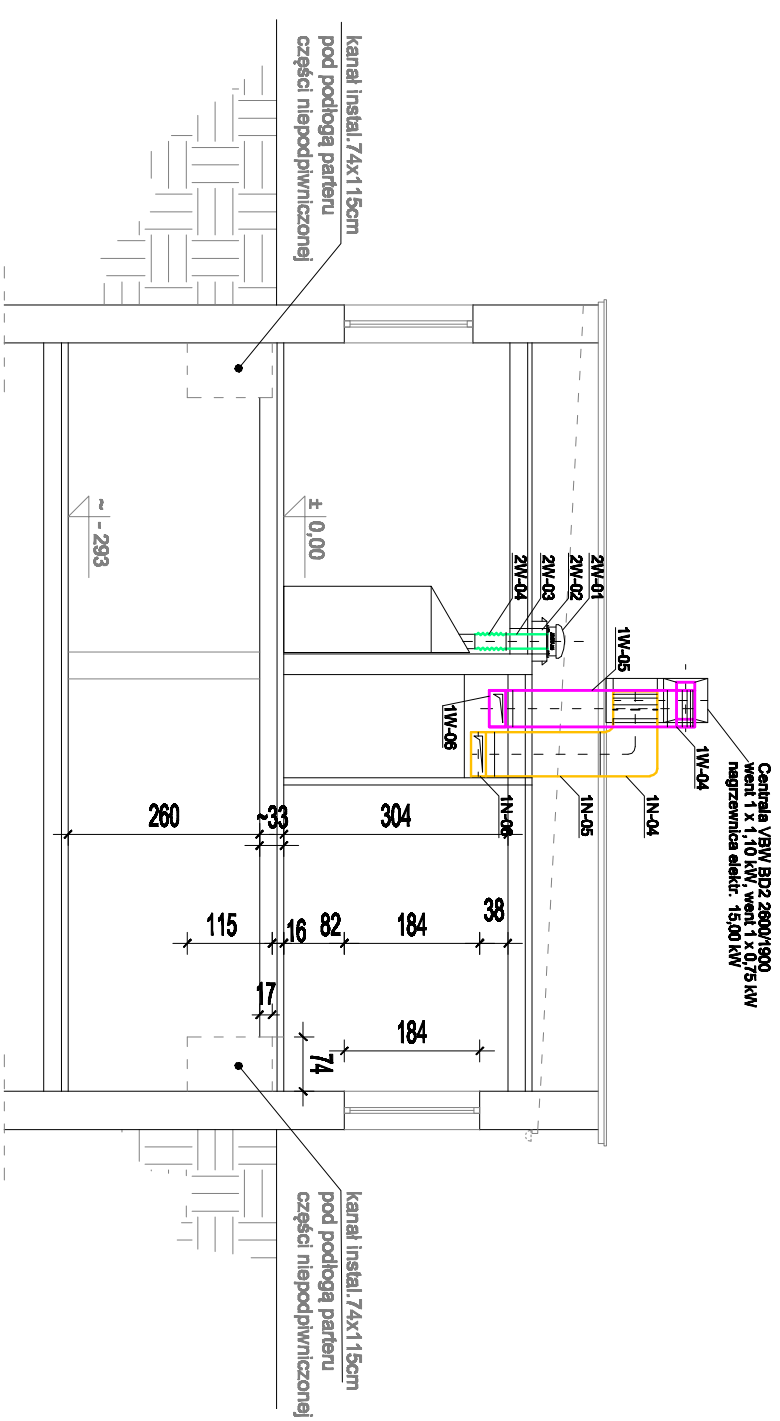 Centrala VBW BD2 2600/1900
went 1 x 1,10 kW, went 1 x 0,75 kW
nagrzewnica elektr. 15,00 kW
1W-04
1W-05
1W-06
1N-04
1N-05
1N-06
2W-01
2W-02
2W-03
2W-04
± 0,00
~ - 293
kanał instal.74x115cm
pod podłogą parteru
części niepodpiwniczonej
kanał instal.74x115cm
pod podłogą parteru
części niepodpiwniczonej
304
~33
260
38
184
82
16
115
184
17
74